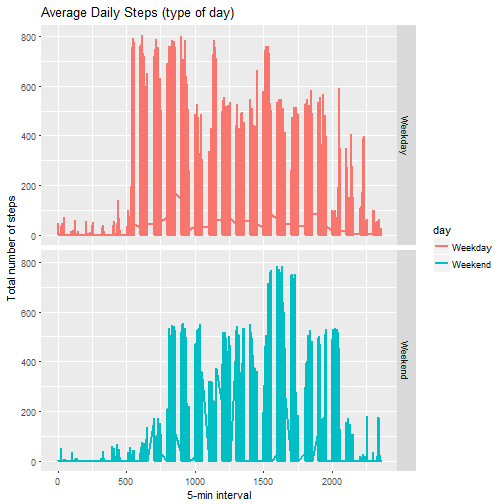 Average Daily Steps (type of day)
Total number of steps
800
600
400
200
0
Weekday
800
600
400
200
0
Weekend
0
500
1000
1500
2000
5-min interval
day
Weekday
Weekend